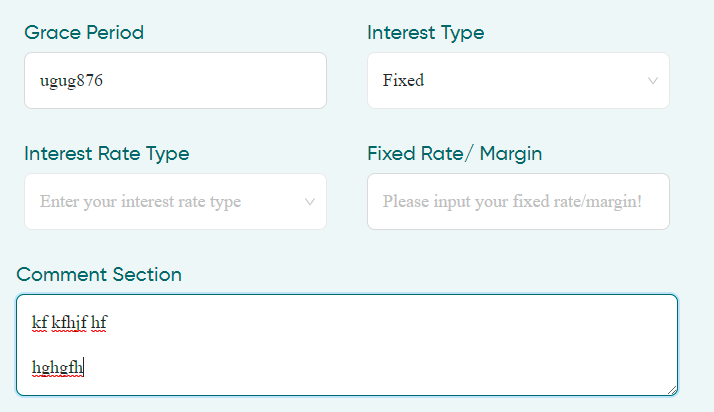 Grace Period
Interest Type
ugug876
Fixed
Interest Rate Type
Fixed Rate/ Margin
Enter your interest rate type
Please input your fixed rate/margin!
Comment Section
kf kfhjf hf
hghgfh